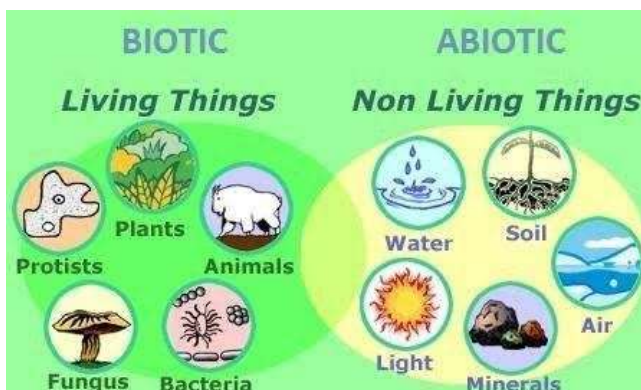 BIOTIC
ABIOTIC
Living Things
Non Living Things
Plants
Protists
Animals
Fungus
Bacteria
Water
Soil
Air
Light
Minerals